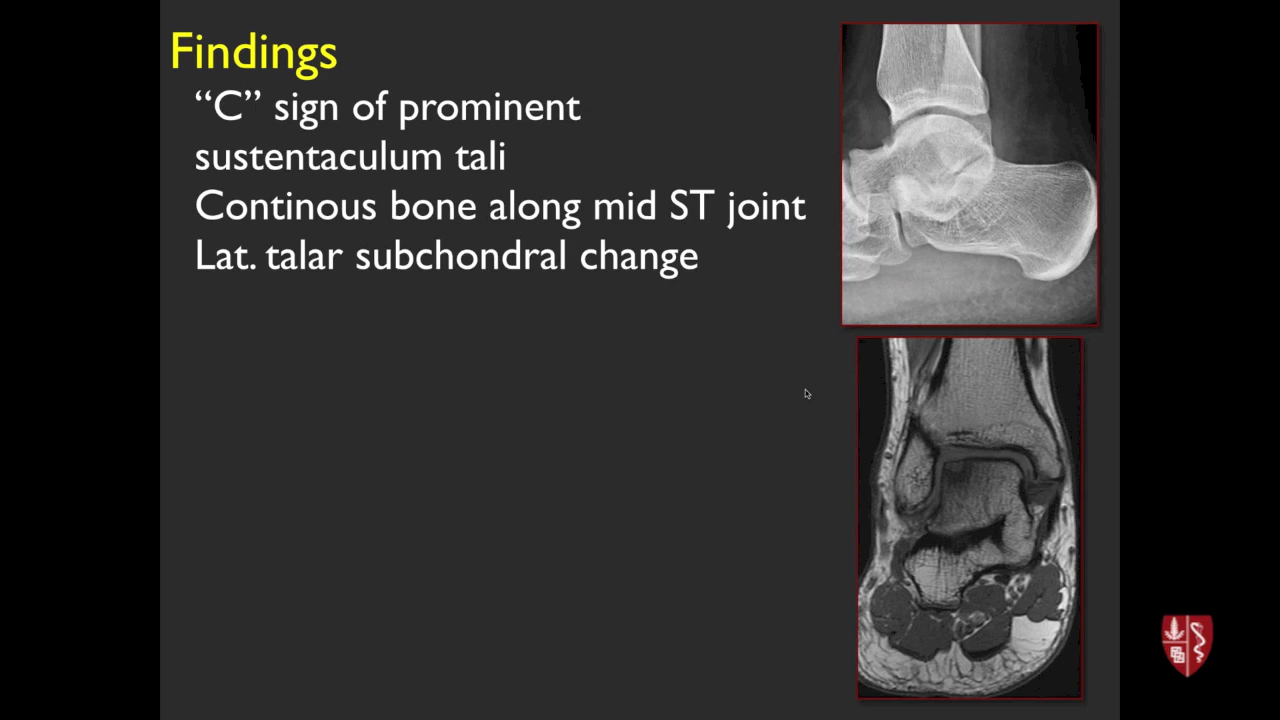 Findings
“C” sign of prominent
sustentaculum tali
Continous bone along mid ST joint
Lat. talar subchondral change